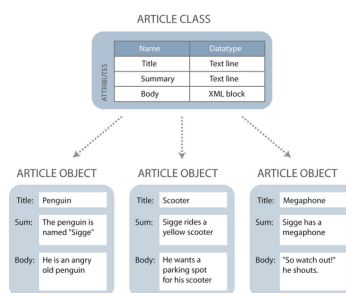 ARTICLE CLASS
ATTRIBUTES
Name Datatype
Title Text line
Summary Text line
Body XML block
ARTICLE OBJECT
Title: Penguin
Sum: The penguin is
named "Sigge"
Body: He is an angry
old penguin
ARTICLE OBJECT
Title: Scooter
Sum: Sigge rides a
yellow scooter
Body: He wants a
parking spot
for his scooter
ARTICLE OBJECT
Title: Megaphone
Sum: Sigge has a
megaphone
Body: "So watch out!"
he shouts.